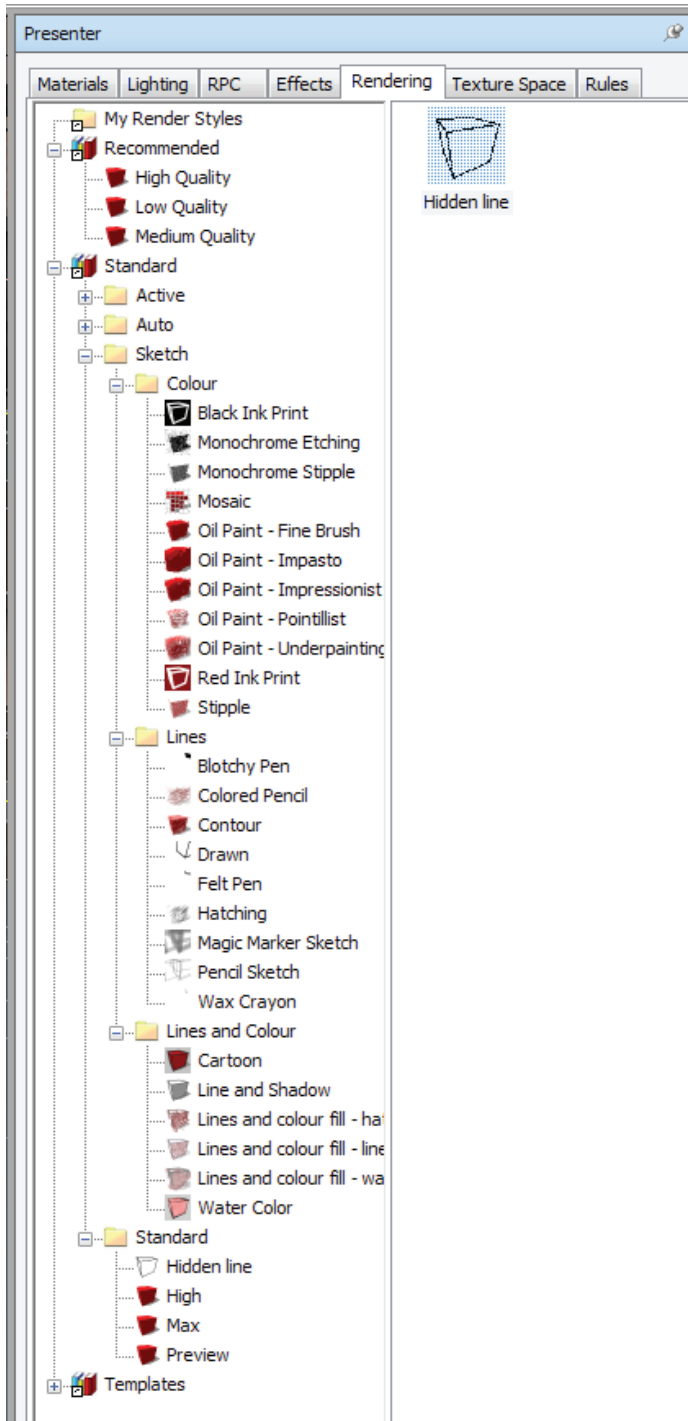 Presenter
Materials Lighting RPC Effects Rendering Texture Space Rules
My Render Styles
Recommended
High Quality
Low Quality
Medium Quality
Standard
Active
Auto
Sketch
Colour
Black Ink Print
Monochrome Etching
Monochrome Stipple
Mosaic
Oil Paint - Fine Brush
Oil Paint - Impasto
Oil Paint - Impressionist
Oil Paint - Pointillist
Oil Paint - Underpainting
Red Ink Print
Stipple
Lines
Blotchy Pen
Colored Pencil
Contour
Drawn
Felt Pen
Hatching
Magic Marker Sketch
Pencil Sketch
Wax Crayon
Lines and Colour
Cartoon
Line and Shadow
Lines and colour fill - ha
Lines and colour fill - line
Lines and colour fill - wa
Water Color
Standard
Hidden line
High
Max
Preview
Templates
Hidden line